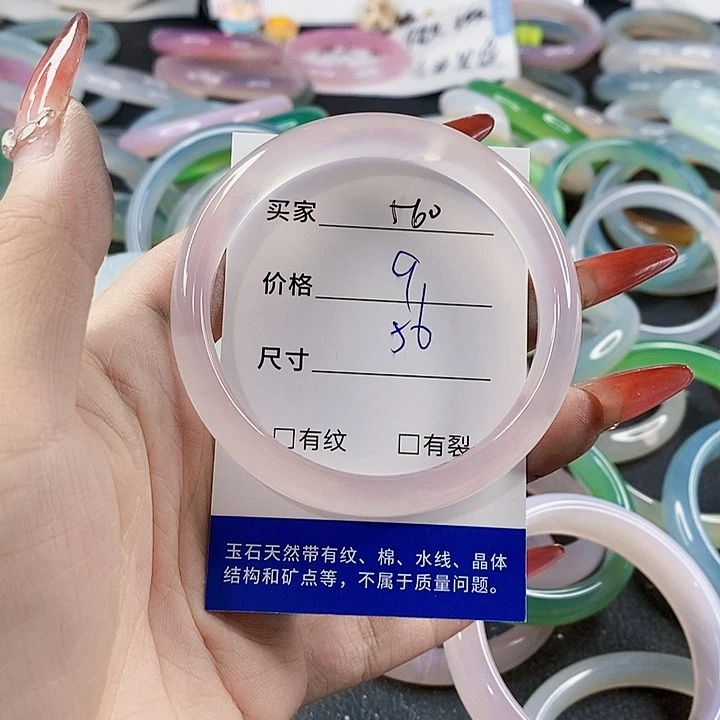 买家 560
价格 9
尺寸 56
□有纹 □有裂
玉石天然带有纹、棉、水线、晶体
结构和矿点等，不属于质量问题。